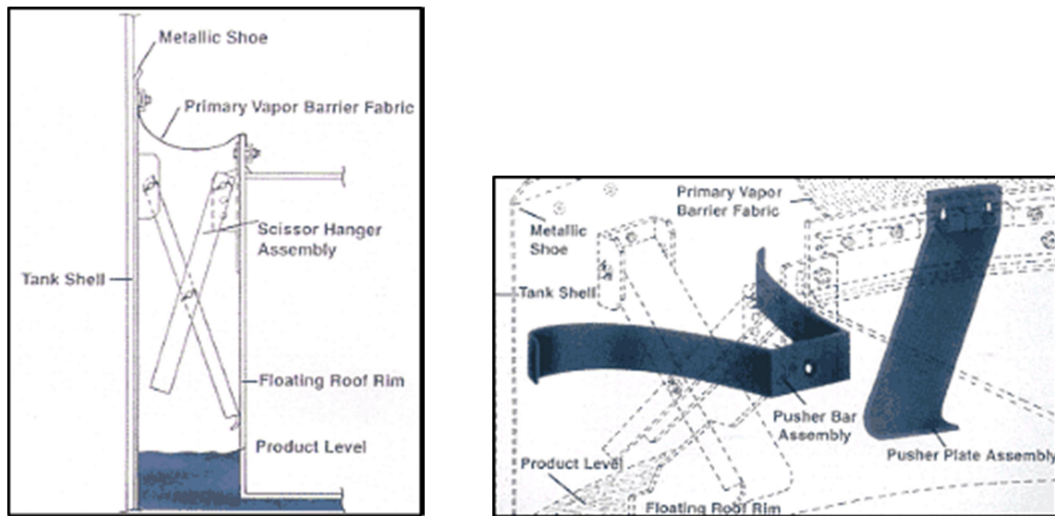 Metallic Shoe
Primary Vapor Barrier Fabric
Scissor Hanger
Assembly
Tank Shell
Floating Roof Rim
Product Level
Primary Vapor
Barrier Fabric
Metallic
Shoe
Tank Shell
Pusher Bar
Assembly
Pusher Plate Assembly
Product Level
Floating Roof Rim